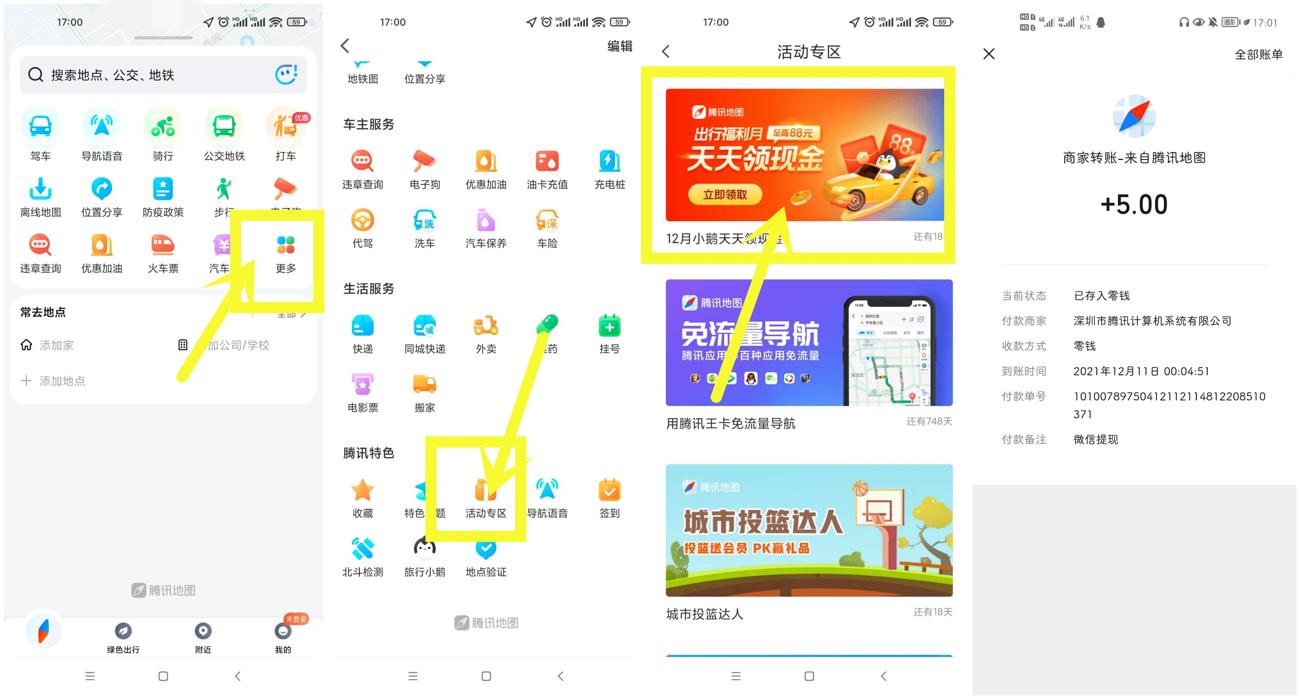 17:00
59
搜索地点、公交、地铁
优惠
驾车
导航语音
骑行
公交地铁
打车
离线地图
位置分享
防疫政策
步行
违章查询
优惠加油
火车票
汽车
更多
常去地点
全部
添加家
加公司/学校
添加地点
腾讯地图
未登录
绿色出行
附近
我的
17:00
59
编辑
地铁图
位置分享
车主服务
违章查询
电子狗
优惠加油
油卡充值
充电桩
代驾
洗车
汽车保养
车险
生活服务
快递
同城快递
外卖
药
挂号
电影票
搬家
腾讯特色
收藏
特色 题
活动专区
导航语音
签到
北斗检测
旅行小鹅
地点验证
腾讯地图
17:00
59
活动专区
腾讯地图
出行福利月 至高88元
天天领现金
88
立即领取
12月小鹅天天领现金
还有18
腾讯地图
免流量导航
腾讯应用 百种应用免流量
用腾讯王卡免流量导航
还有748天
腾讯地图
城市投篮达人
投篮送会员 PK赢礼品
城市投篮达人
还有18天
6.1
K/s
17:01
全部账单
商家转账-来自腾讯地图
+5.00
当前状态 已存入零钱
付款商家 深圳市腾讯计算机系统有限公司
收款方式 零钱
到账时间 2021年12月11日 00:04:51
付款单号 10100789750412112114812208510
371
付款备注 微信提现